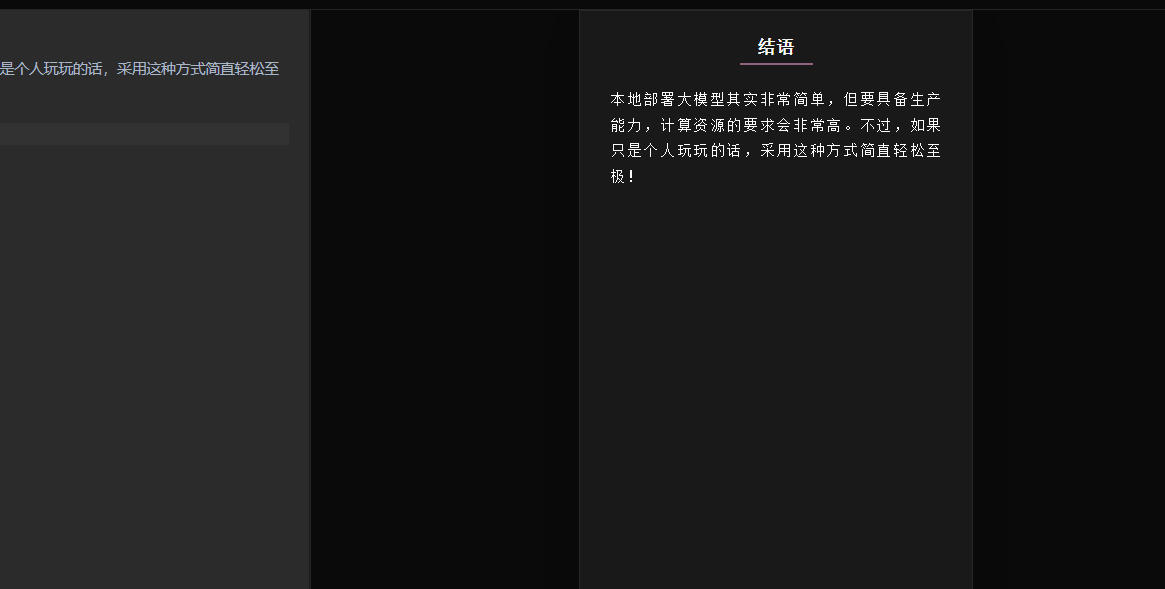 是个人玩玩的话，采用这种方式简直轻松至
结语
本地部署大模型其实非常简单，但要具备生产
能力，计算资源的要求会非常高。不过，如果
只是个人玩玩的话，采用这种方式简直轻松至
极！